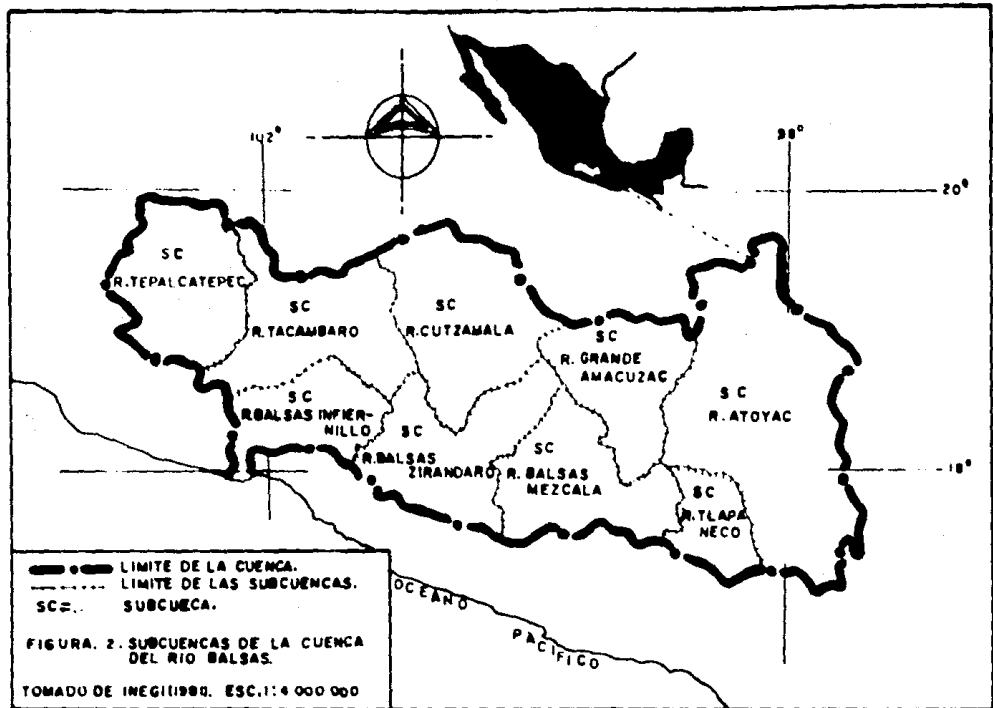 102°
98°
20°
SC
R. TEPALCATEPEC
SC
R. TACAMBARO
SC
R. CUTZAMALA
SC
R. GRANDE
AMACUZAC
SC
R. ATOYAC
SC
R. BALSAS INFIER-
NILLO
SC
R. BALSAS
ZIRANDARO
SC
R. BALSAS
MEZCALA
SC
R. TLAPA
NECO
18°
LIMITE DE LA CUENCA.
LIMITE DE LAS SUBCUENCAS.
SC=.. SUBCUECA.
FIGURA. 2. SUBCUENCAS DE LA CUENCA
DEL RIO BALSAS.
TOMADO DE INEGI ESC. 1:4 000 000
OCEANO
PACIFICO